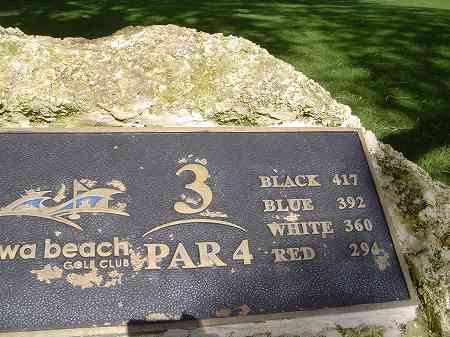 wa beach
GOLF CLUB
3
PAR 4
BLACK 417
BLUE 392
WHITE 360
RED 294